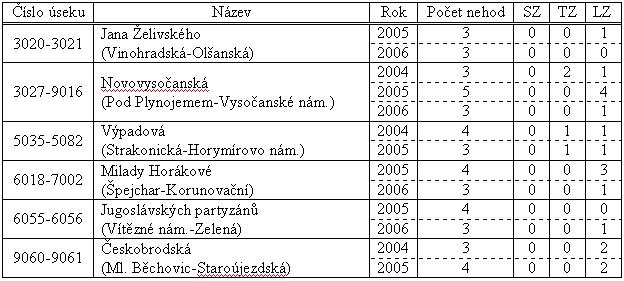 Číslo úseku Název Rok Počet nehod SZ TZ LZ
3020-3021 Jana Želivského (Vinohradská-Olšanská) 2005 3 0 0 1
2006 3 0 0 0
3027-9016 Novovysočanská (Pod Plynojemem-Vysočanské nám.) 2004 3 0 2 1
2005 5 0 0 4
2006 3 0 0 1
5035-5082 Výpadová (Strakonická-Horymírovo nám.) 2004 4 0 1 1
2005 3 0 1 1
6018-7002 Milady Horákové (Špejchar-Korunovační) 2005 4 0 0 3
2006 3 0 0 1
6055-6056 Jugoslávských partyzánů (Vítězné nám.-Zelená) 2005 4 0 0 0
2006 3 0 0 1
9060-9061 Českobrodská (Ml. Běchovic-Staroújezdská) 2004 3 0 0 2
2005 4 0 0 2